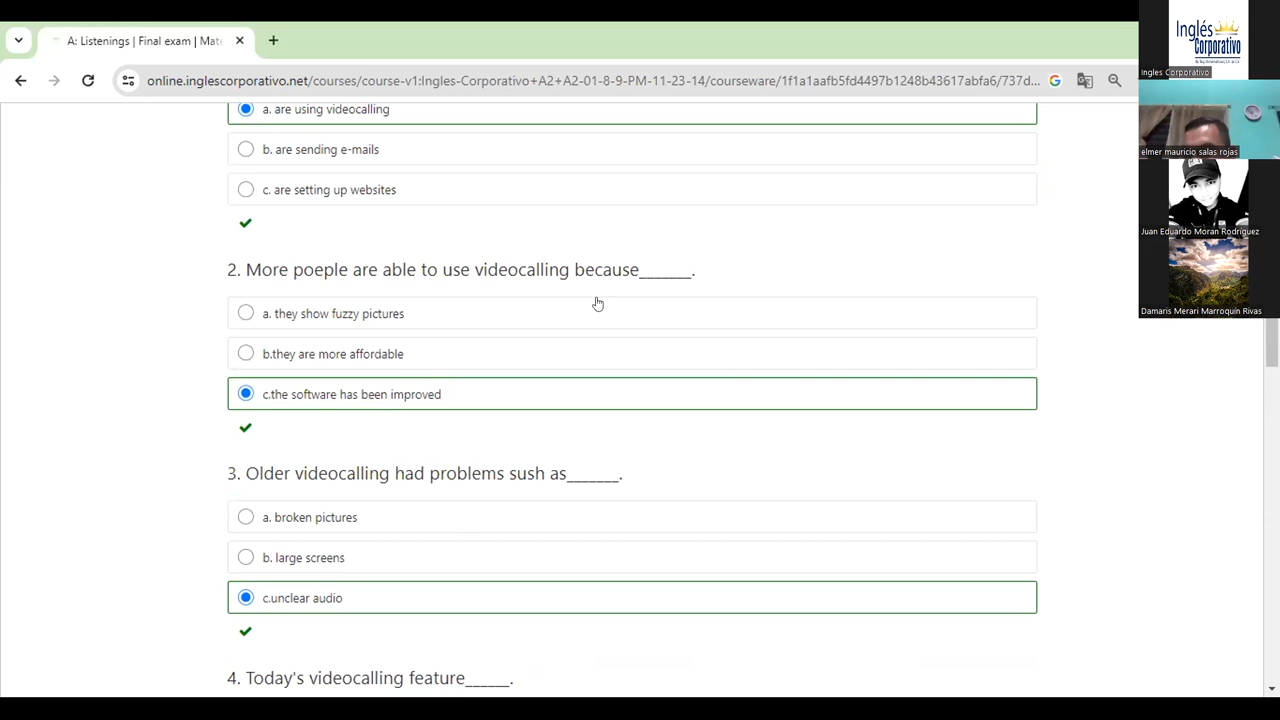 A: Listenings | Final exam | Mate
online.inglescorporativo.net/courses/course-v1:Ingles-corporativo+A2+A2-01-8-9-PM-11-23-14/courseware/1f1a1aafb5fd4497b1248b43617abfa6/737d...
a. are using videocalling
b. are sending e-mails
c. are setting up websites
2. More poeple are able to use videocalling because_______.
a. they show fuzzy pictures
b.they are more affordable
c.the software has been improved
3. Older videocalling had problems sush as_______.
a. broken pictures
b. large screens
c.unclear audio
4. Today's videocalling feature______.
Inglés
Corporativo
Ingles Corporativo
elmer mauricio salas rojas
Juan Eduardo Moran Rodriguez
Damaris Merari Marroquin Rivas